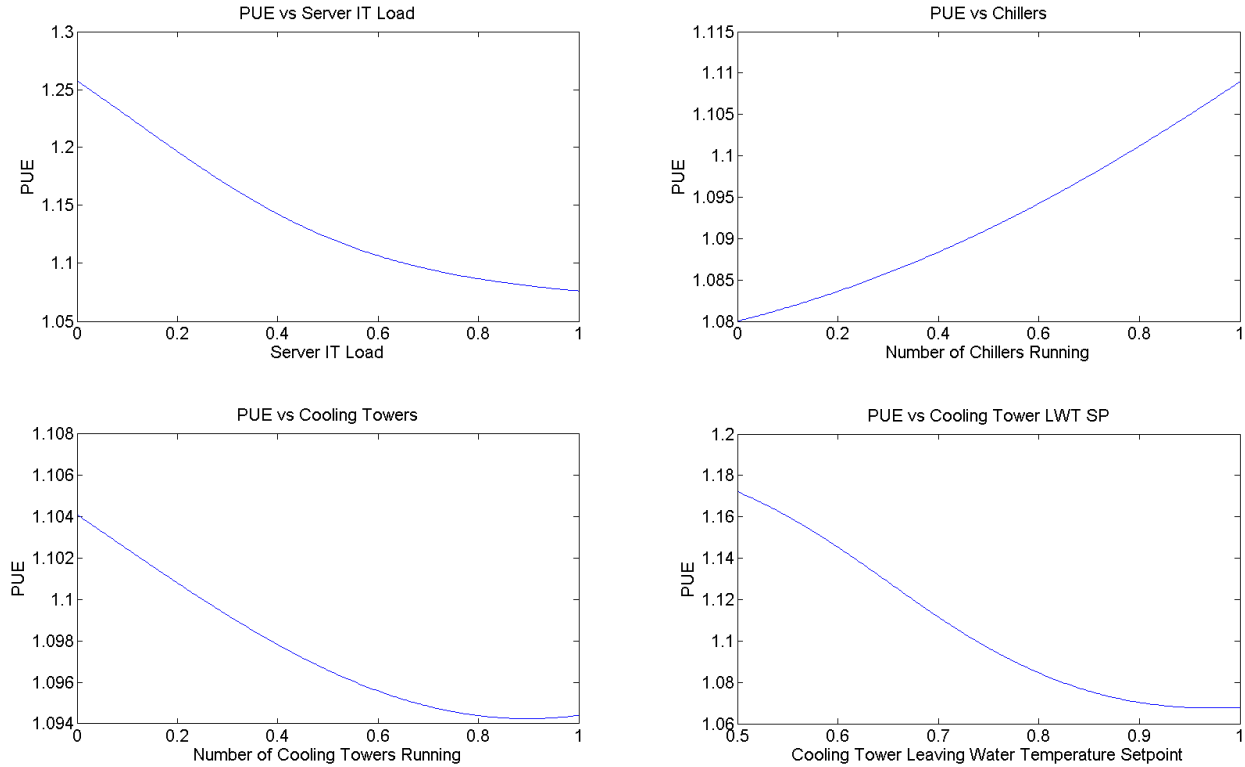 PUE vs Server IT Load
1.3
1.25
1.2
1.15
1.1
1.05
PUE
0 0.2 0.4 0.6 0.8 1
Server IT Load
PUE vs Chillers
1.115
1.11
1.105
1.1
1.095
1.09
1.085
1.08
PUE
0 0.2 0.4 0.6 0.8 1
Number of Chillers Running
PUE vs Cooling Towers
1.108
1.106
1.104
1.102
1.1
1.098
1.096
1.094
PUE
0 0.2 0.4 0.6 0.8 1
Number of Cooling Towers Running
PUE vs Cooling Tower LWT SP
1.2
1.18
1.16
1.14
1.12
1.1
1.08
1.06
PUE
0.5 0.6 0.7 0.8 0.9 1
Cooling Tower Leaving Water Temperature Setpoint